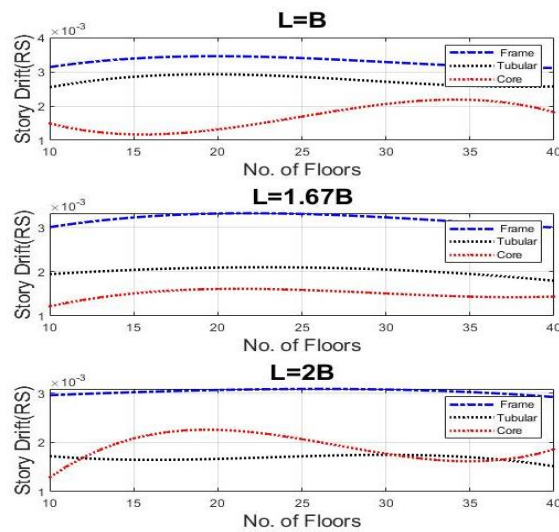 L=B
×10⁻³
Story Drift(RS)
4
3
2
1
10 15 20 25 30 35 40
No. of Floors
Frame
Tubular
Core
L=1.67B
×10⁻³
Story Drift(RS)
3
2
1
10 15 20 25 30 35 40
No. of Floors
Frame
Tubular
Core
L=2B
×10⁻³
Story Drift(RS)
3
2
1
10 15 20 25 30 35 40
No. of Floors
Frame
Tubular
Core